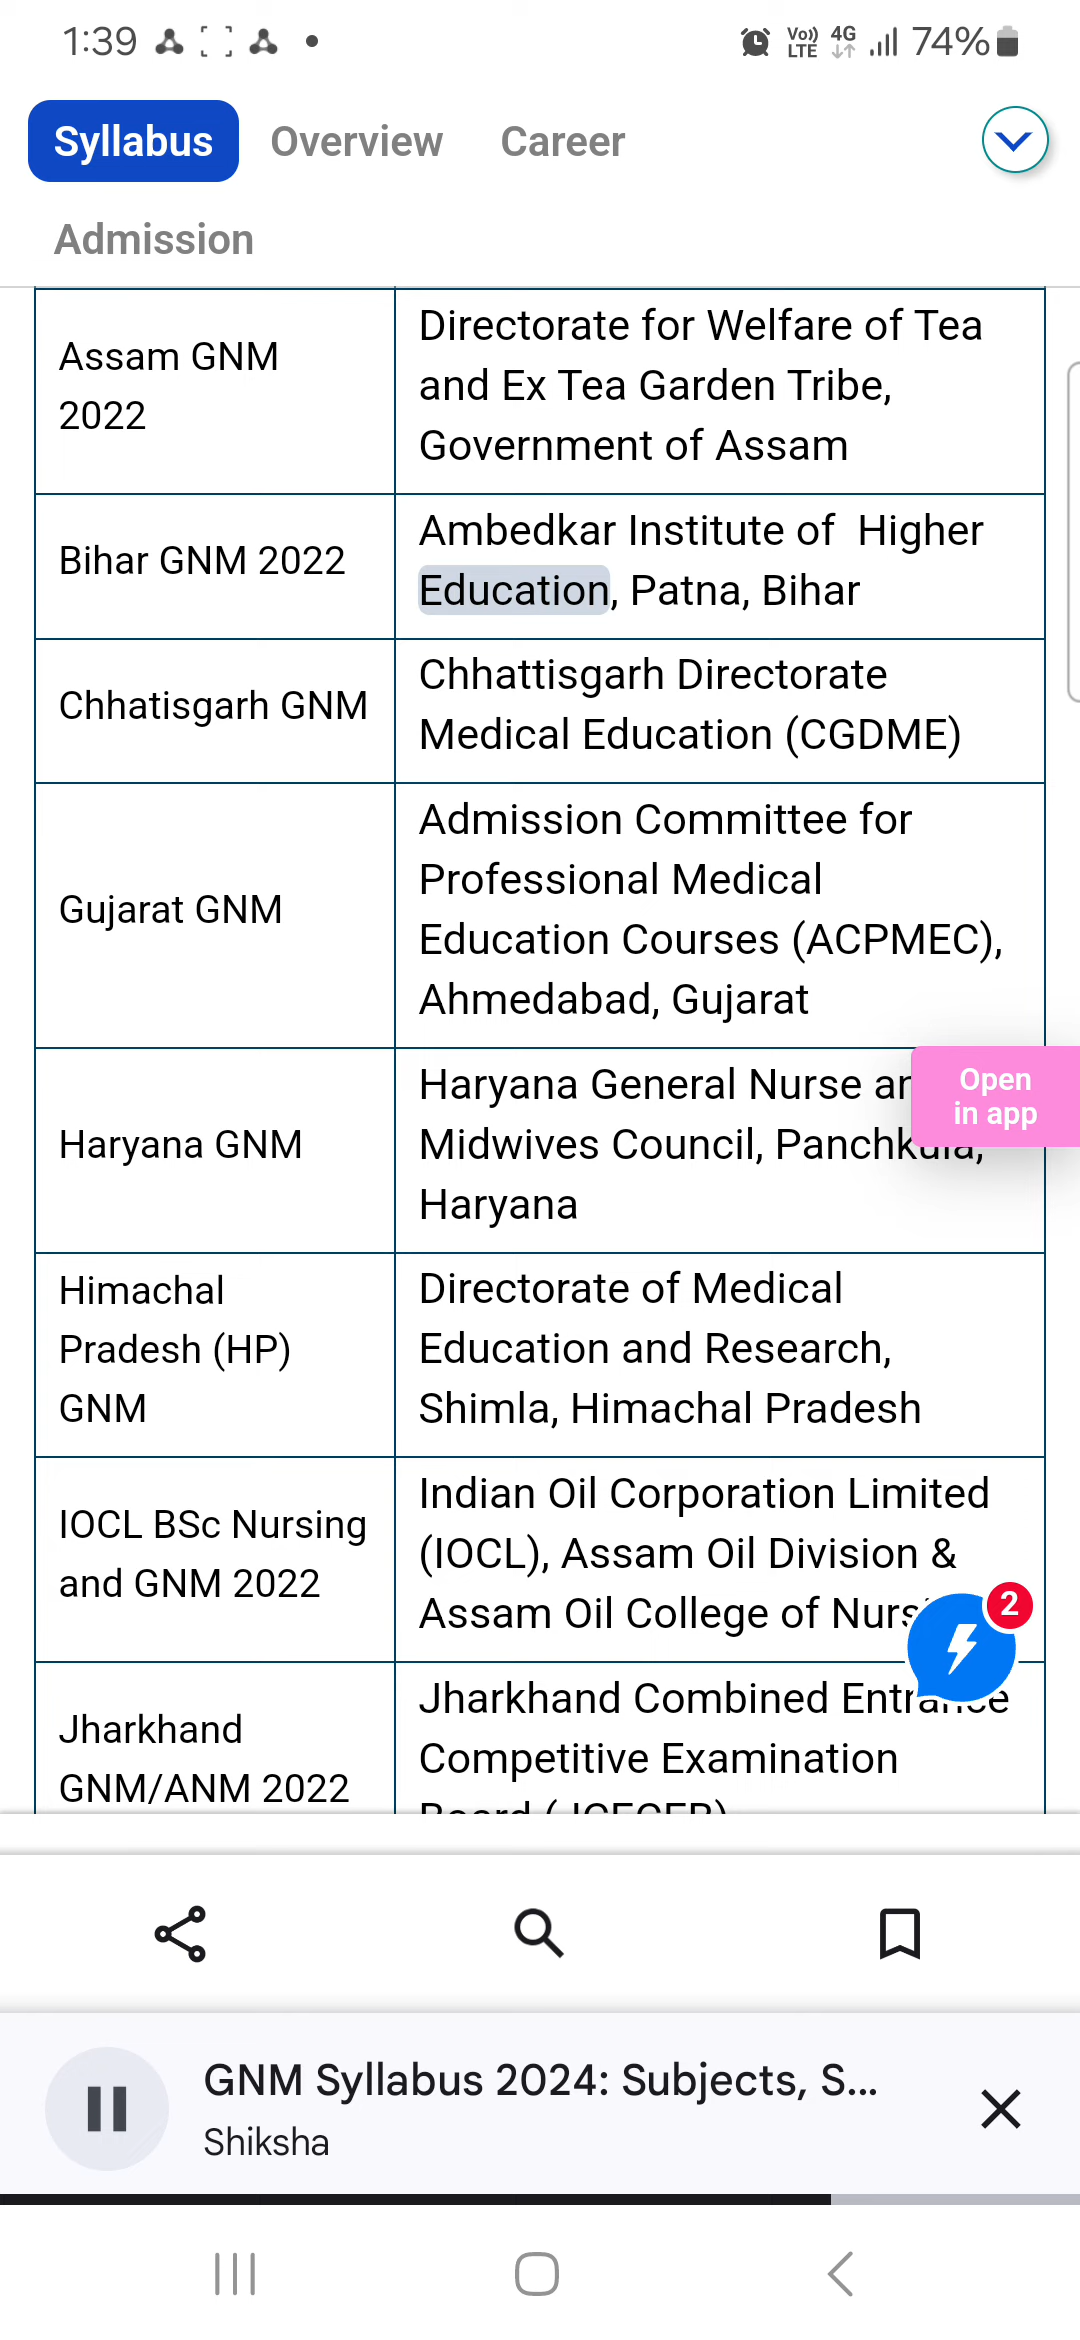 1:39
Vo))
LTE
4G
74%
Syllabus
Overview
Career
Admission
Assam GNM
2022
Directorate for Welfare of Tea
and Ex Tea Garden Tribe,
Government of Assam
Bihar GNM 2022
Ambedkar Institute of  Higher
Education, Patna, Bihar
Chhatisgarh GNM
Chhattisgarh Directorate
Medical Education (CGDME)
Gujarat GNM
Admission Committee for
Professional Medical
Education Courses (ACPMEC),
Ahmedabad, Gujarat
Haryana GNM
Haryana General Nurse
Midwives Council, Panchkula,
Haryana
Open
in app
Himachal
Pradesh (HP)
GNM
Directorate of Medical
Education and Research,
Shimla, Himachal Pradesh
IOCL BSc Nursing
and GNM 2022
Indian Oil Corporation Limited
(IOCL), Assam Oil Division &
Assam Oil College of
2
Jharkhand
GNM/ANM 2022
Jharkhand Combined Entrance
Competitive Examination
GNM Syllabus 2024: Subjects, S...
Shiksha